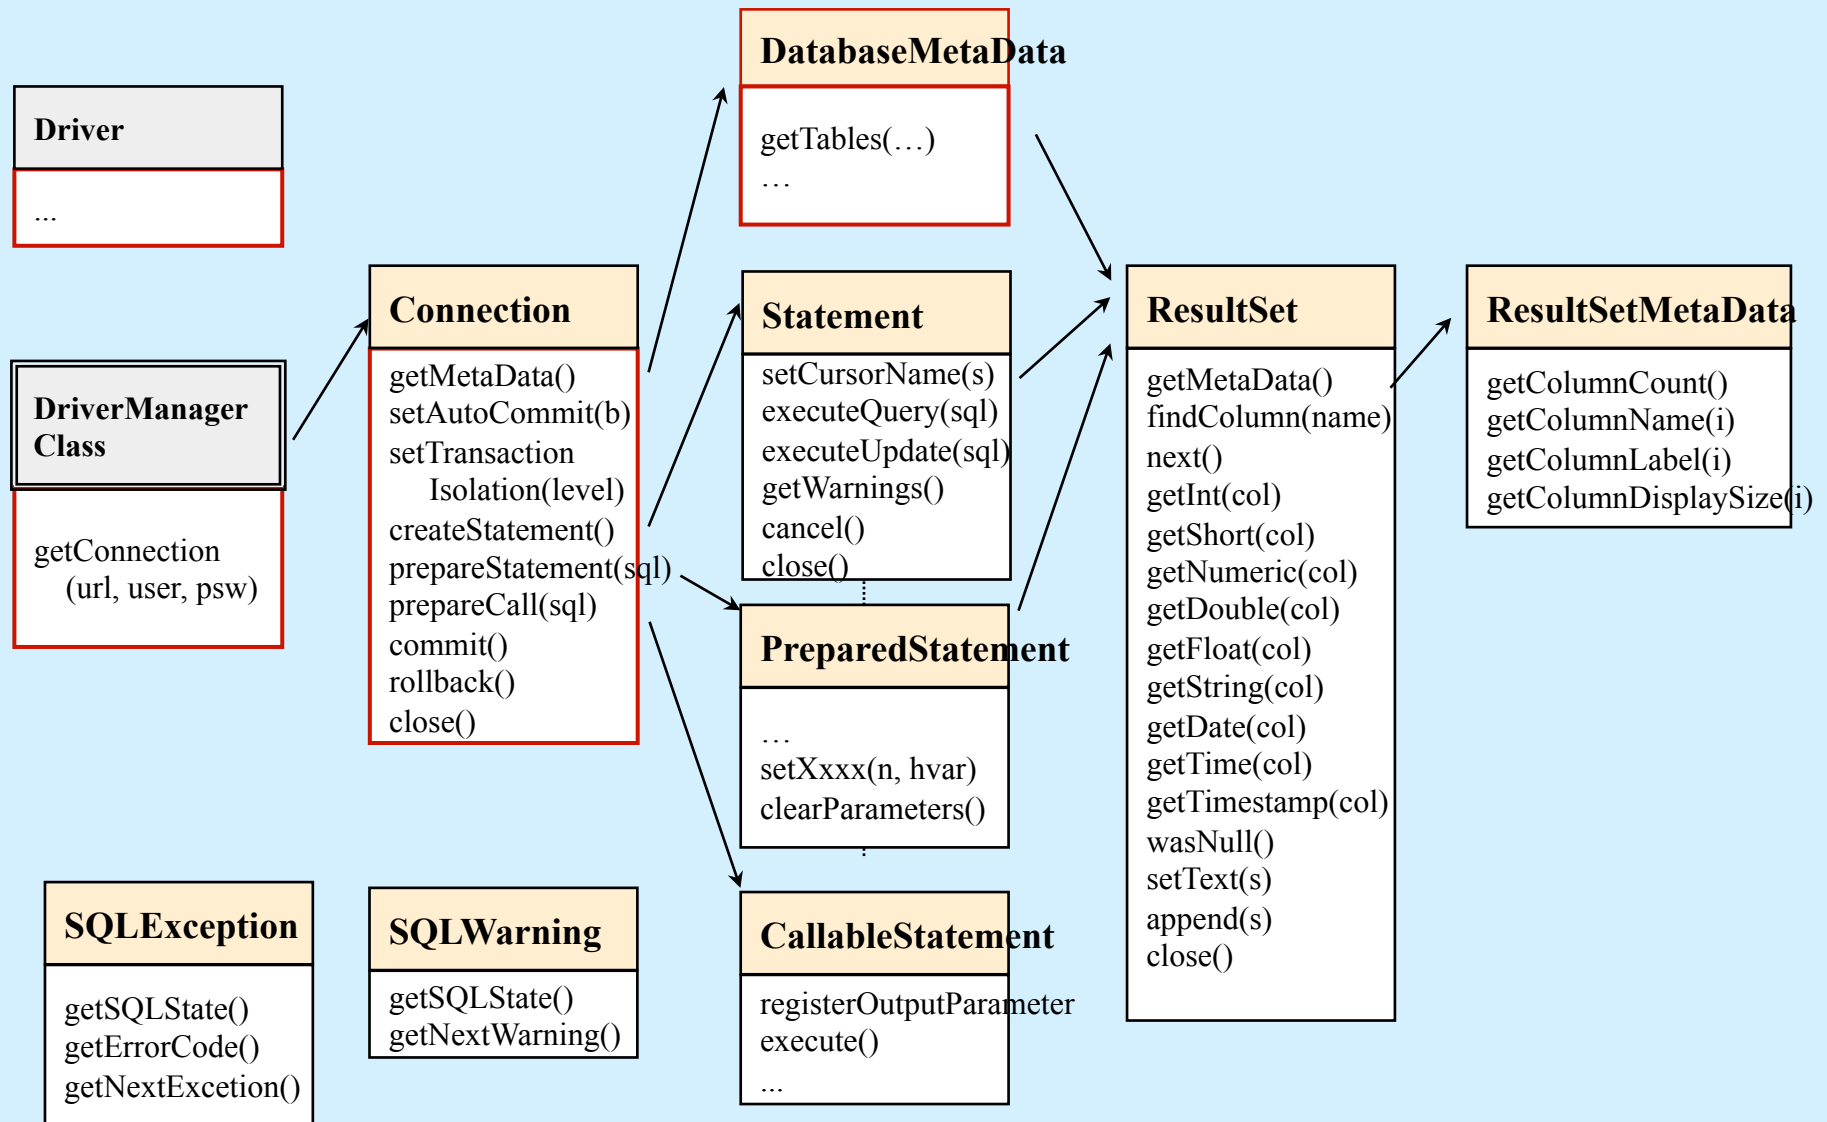 Driver
...
DriverManager
Class
getConnection
(url, user, psw)
Connection
getMetaData()
setAutoCommit(b)
setTransaction
Isolation(level)
createStatement()
prepareStatement(sql)
prepareCall(sql)
commit()
rollback()
close()
DatabaseMetaData
getTables(…)
…
Statement
setCursorName(s)
executeQuery(sql)
executeUpdate(sql)
getWarnings()
cancel()
close()
PreparedStatement
…
setXxxx(n, hvar)
clearParameters()
CallableStatement
registerOutputParameter
execute()
...
ResultSet
getMetaData()
findColumn(name)
next()
getInt(col)
getShort(col)
getNumeric(col)
getDouble(col)
getFloat(col)
getString(col)
getDate(col)
getTime(col)
getTimestamp(col)
wasNull()
setText(s)
append(s)
close()
ResultSetMetaData
getColumnCount()
getColumnName(i)
getColumnLabel(i)
getColumnDisplaySize(i)
SQLException
getSQLState()
getErrorCode()
getNextExcetion()
SQLWarning
getSQLState()
getNextWarning()